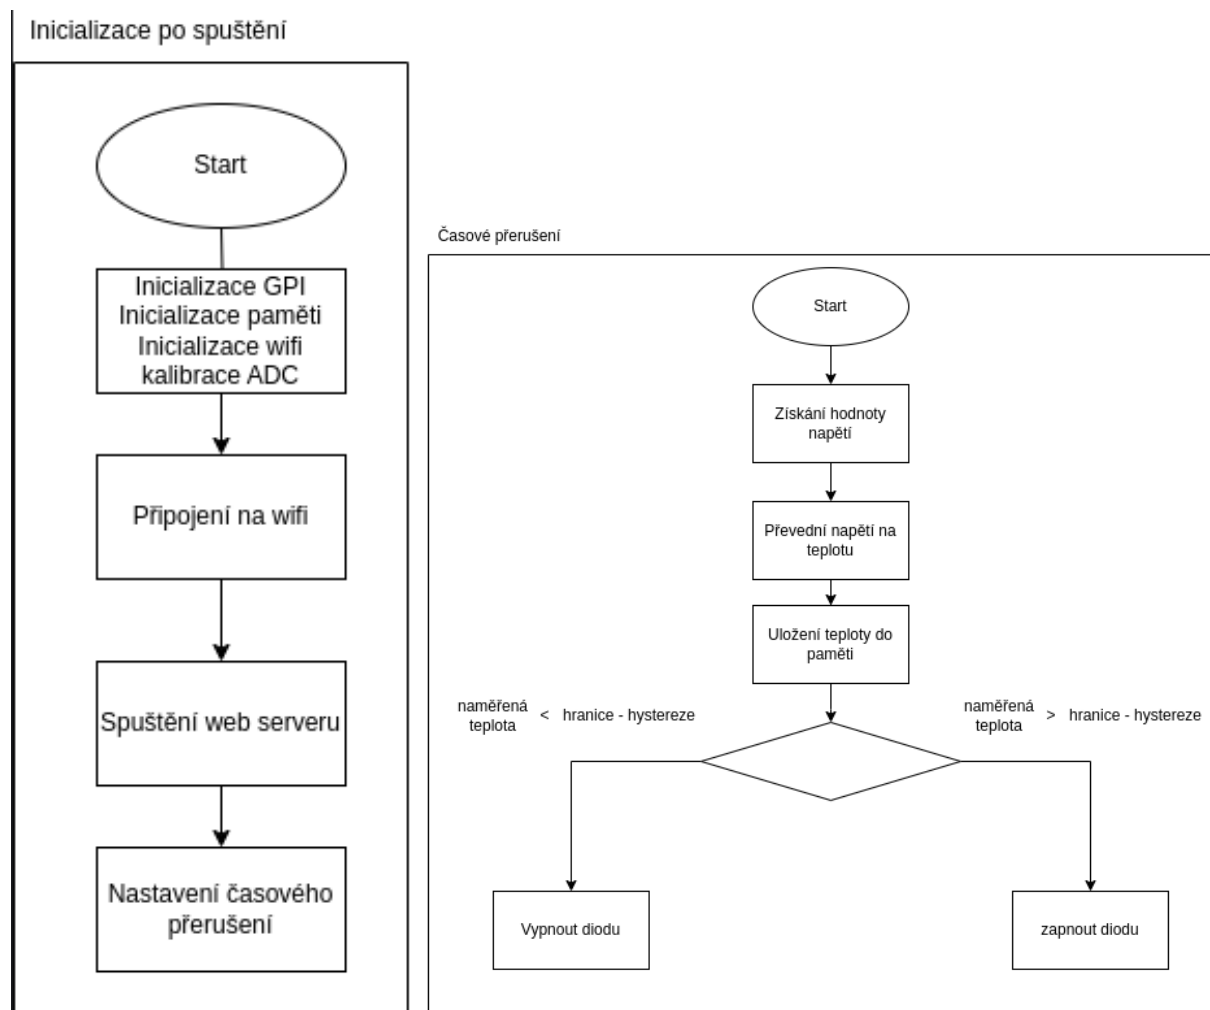 Inicializace po spuštění
Start
Inicializace GPI
Inicializace paměti
Inicializace wifi
kalibrace ADC
Připojení na wifi
Spuštění web serveru
Nastavení časového
přerušení
Časové přerušení
Start
Získání hodnoty
napětí
Převední napětí na
teplotu
Uložení teploty do
paměti
naměřená
teplota < hranice - hystereze
naměřená
teplota > hranice - hystereze
Vypnout diodu
zapnout diodu